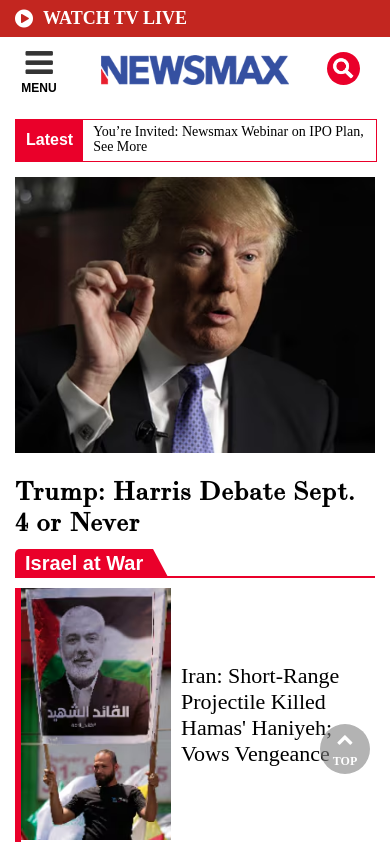 WATCH TV LIVE
MENU
NEWSMAX
Latest
You’re Invited: Newsmax Webinar on IPO Plan,
See More
Trump: Harris Debate Sept.
4 or Never
Israel at War
القائد الشهيد
Iran: Short-Range
Projectile Killed
Hamas' Haniyeh;
Vows Vengeance
TOP